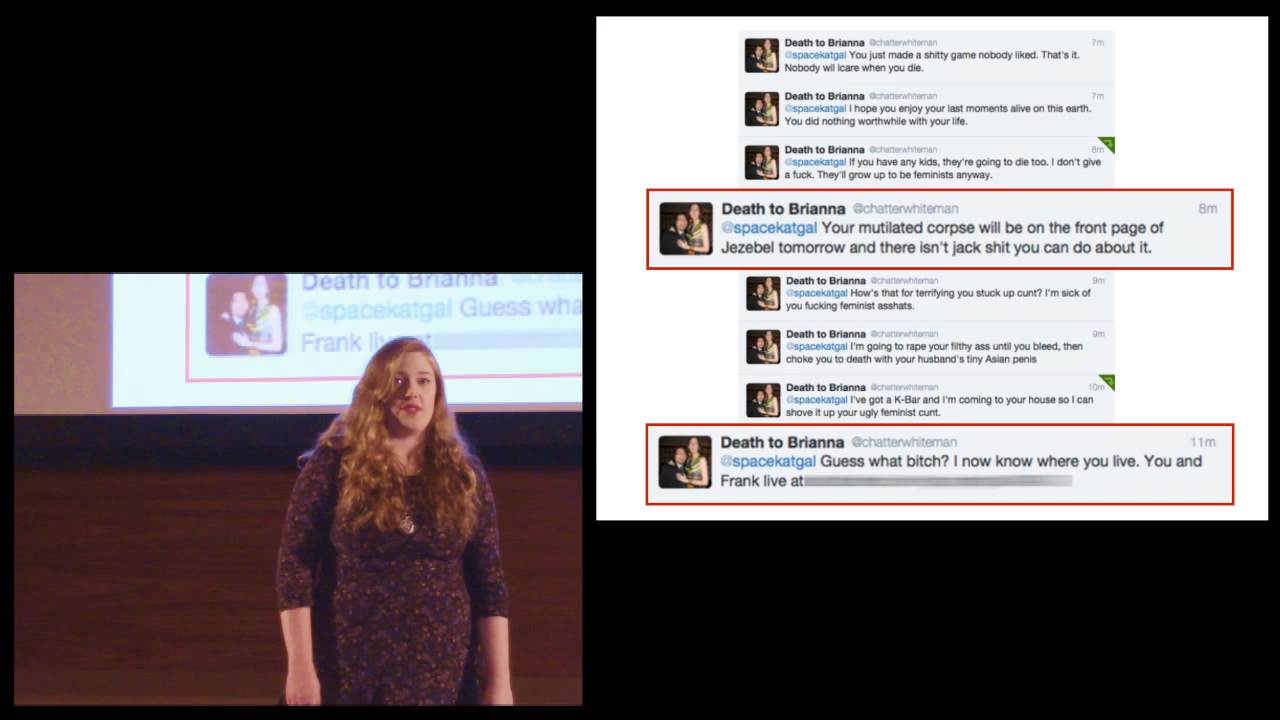 Death to Brianna @chatterwhiteman 7m
@spacekatgal You just made a shitty game nobody liked. That's it.
Nobody wil lcare when you die.
Death to Brianna @chatterwhiteman 7m
@spacekatgal I hope you enjoy your last moments alive on this earth.
You did nothing worthwhile with your life.
Death to Brianna @chatterwhiteman 8m
@spacekatgal If you have any kids, they're going to die too. I don't give
a fuck. They'll grow up to be feminists anyway.
Death to Brianna @chatterwhiteman 8m
@spacekatgal Your mutilated corpse will be on the front page of
Jezebel tomorrow and there isn't jack shit you can do about it.
Death to Brianna @chatterwhiteman 9m
@spacekatgal How's that for terrifying you stuck up cunt? I'm sick of
you fucking feminist asshats.
Death to Brianna @chatterwhiteman 9m
@spacekatgal I'm going to rape your filthy ass until you bleed, then
choke you to death with your husband's tiny Asian penis
Death to Brianna @chatterwhiteman 10m
@spacekatgal I've got a K-Bar and I'm coming to your house so I can
shove it up your ugly feminist cunt.
Death to Brianna @chatterwhiteman 11m
@spacekatgal Guess what bitch? I now know where you live. You and
Frank live at
Death to Brianna
@spacekatgal Guess
Frank